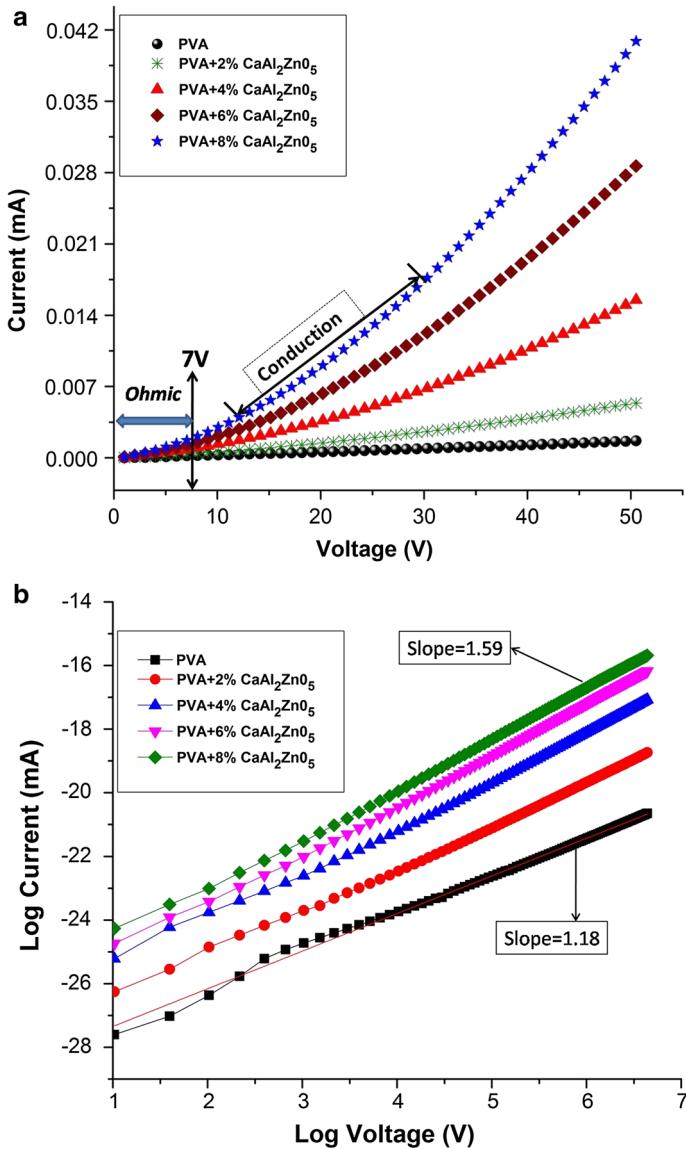 a
0.042
0.035
0.028
0.021
0.014
0.007
0.000
Current (mA)
PVA
PVA+2% CaAl2Zn05
PVA+4% CaAl2Zn05
PVA+6% CaAl2Zn05
PVA+8% CaAl2Zn05
Conduction
7V
Ohmic
0 10 20 30 40 50
Voltage (V)
b
-14
-16
-18
-20
-22
-24
-26
-28
Log Current (mA)
PVA
PVA+2% CaAl2Zn05
PVA+4% CaAl2Zn05
PVA+6% CaAl2Zn05
PVA+8% CaAl2Zn05
Slope=1.59
Slope=1.18
1 2 3 4 5 6 7
Log Voltage (V)